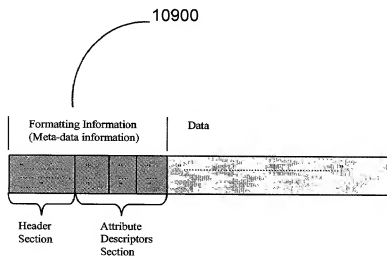 10900
Formatting Information
(Meta-data information)
Data
Header
Section
Attribute
Descriptors
Section